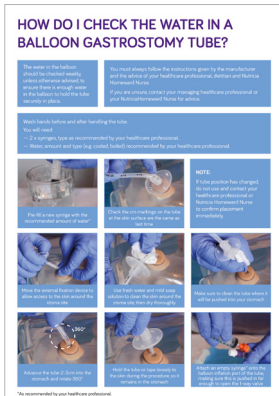 HOW DO I CHECK THE WATER IN A
BALLOON GASTROSTOMY TUBE?
The water in the balloon
should be checked weekly,
unless otherwise advised, to
ensure there is enough water
in the balloon to hold the tube
securely in place.
You must always follow the instructions given by the manufacturer
and the advice of your healthcare professional, dietitian and Nutricia
Homeward Nurse.
If you are unsure, contact your managing healthcare professional or
your Nutricia Homeward Nurse for advice.
Wash hands before and after handling the tube.
You will need:
— 2 x syringes, type as recommended by your healthcare professional.
— Water, amount and type (e.g. cooled, boiled) recommended by your healthcare professional.
Pre-fill a new syringe with the
recommended amount of water*
Check the cm markings on the tube
at the skin surface are the same as
last time
NOTE:
If tube position has changed,
do not use and contact your
healthcare professional or
Nutricia Homeward Nurse
to confirm placement
immediately.
Move the external fixation device to
allow access to the skin around the
stoma site
Use fresh water and mild soap
solution to clean the skin around the
stoma site, then dry thoroughly
Make sure to clean the tube where it
will be pushed into your stomach
360°
Advance the tube 2-3cm into the
stomach and rotate 360°
Hold the tube or tape loosely to
the skin during the procedure so it
remains in the stomach
Attach an empty syringe* onto the
balloon inflation port of the tube,
making sure this is pushed in far
enough to open the 1-way valve
*As recommended by your healthcare professional.